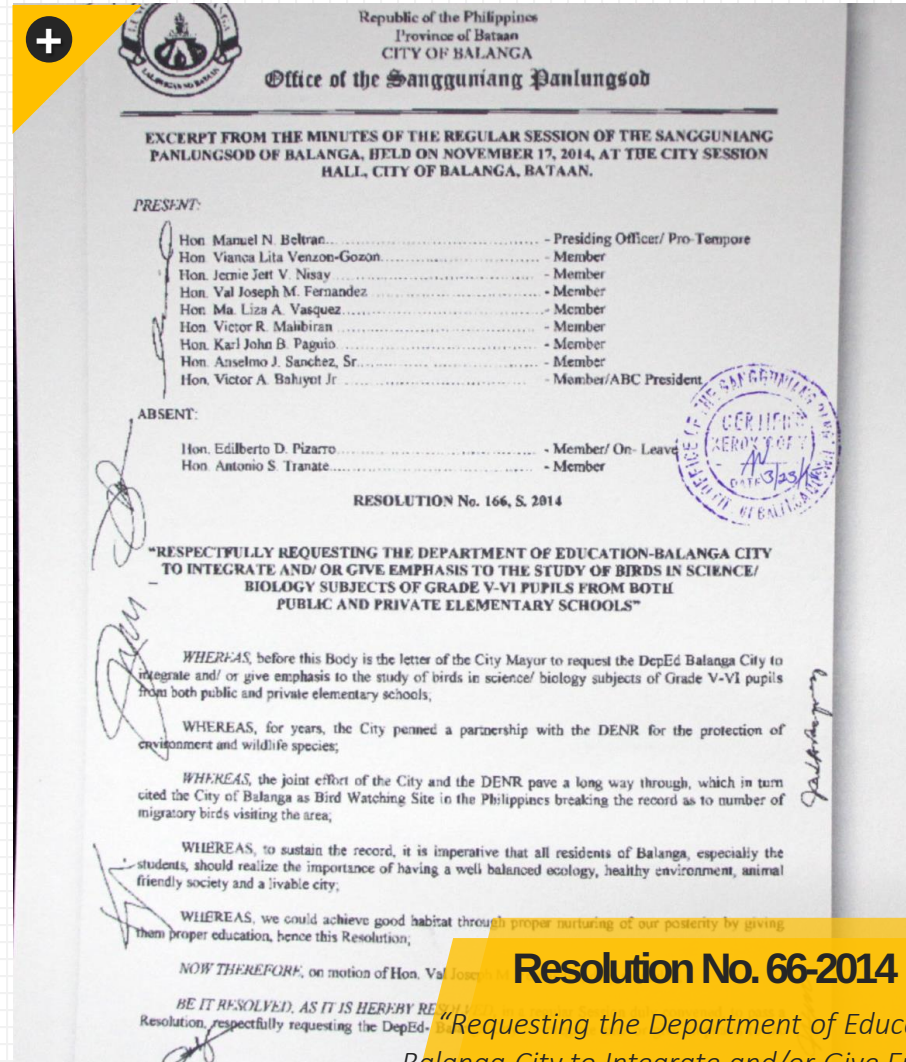 Republic of the Philippines
Province of Bataan
CITY OF BALANGA
Office of the Sangguniang Panlungsod
EXCERPT FROM THE MINUTES OF THE REGULAR SESSION OF THE SANGGUNIANG
PANLUNGSOD OF BALANGA, HELD ON NOVEMBER 17, 2014, AT THE CITY SESSION
HALL, CITY OF BALANGA, BATAAN.
PRESENT:
Hon. Manuel N. Beltran - Presiding Officer/ Pro-Tempore
Hon. Vianca Lita Venzon-Gozon - Member
Hon. Jernie Jett V. Nisay - Member
Hon. Val Joseph M. Fernandez - Member
Hon. Ma. Liza A. Vasquez - Member
Hon. Victor R. Malibiran - Member
Hon. Karl John B. Paguio - Member
Hon. Anselmo J. Sanchez, Sr. - Member
Hon. Victor A. Bahuyot Jr - Member/ABC President
ABSENT:
Hon. Edilberto D. Pizarro - Member/ On- Leave
Hon. Antonio S. Tranate - Member
CERTIFIED
XEROX COPY
DATE 3/23/
RESOLUTION No. 166, S. 2014
"RESPECTFULLY REQUESTING THE DEPARTMENT OF EDUCATION-BALANGA CITY
TO INTEGRATE AND/ OR GIVE EMPHASIS TO THE STUDY OF BIRDS IN SCIENCE/
BIOLOGY SUBJECTS OF GRADE V-VI PUPILS FROM BOTH
PUBLIC AND PRIVATE ELEMENTARY SCHOOLS"
WHEREAS, before this Body is the letter of the City Mayor to request the DepEd Balanga City to
integrate and/ or give emphasis to the study of birds in science/ biology subjects of Grade V-VI pupils
from both public and private elementary schools;
WHEREAS, for years, the City penned a partnership with the DENR for the protection of
environment and wildlife species;
WHEREAS, the joint effort of the City and the DENR pave a long way through, which in turn
cited the City of Balanga as Bird Watching Site in the Philippines breaking the record as to number of
migratory birds visiting the area;
WHEREAS, to sustain the record, it is imperative that all residents of Balanga, especially the
students, should realize the importance of having a well balanced ecology, healthy environment, animal
friendly society and a livable city;
WHEREAS, we could achieve good habitat through proper nurturing of our posterity by giving
them proper education, hence this Resolution;
NOW THEREFORE, on motion of Hon. Val Joseph M
BE IT RESOLVED, AS IT IS HEREBY RESOLVED
Resolution, respectfully requesting the DepEd-
Resolution No. 66-2014
"Requesting the Department of Educa
Balanga City to Integrate and/or Give E